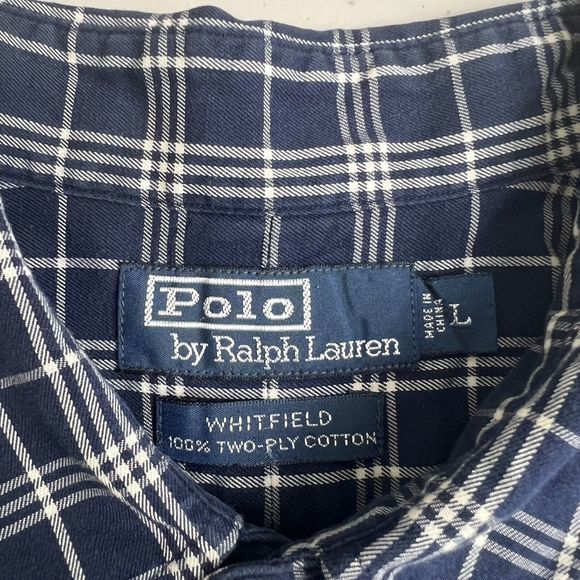 Polo
by Ralph Lauren
MADE IN
CHINA
L
WHITFIELD
100% TWO-PLY COTTON